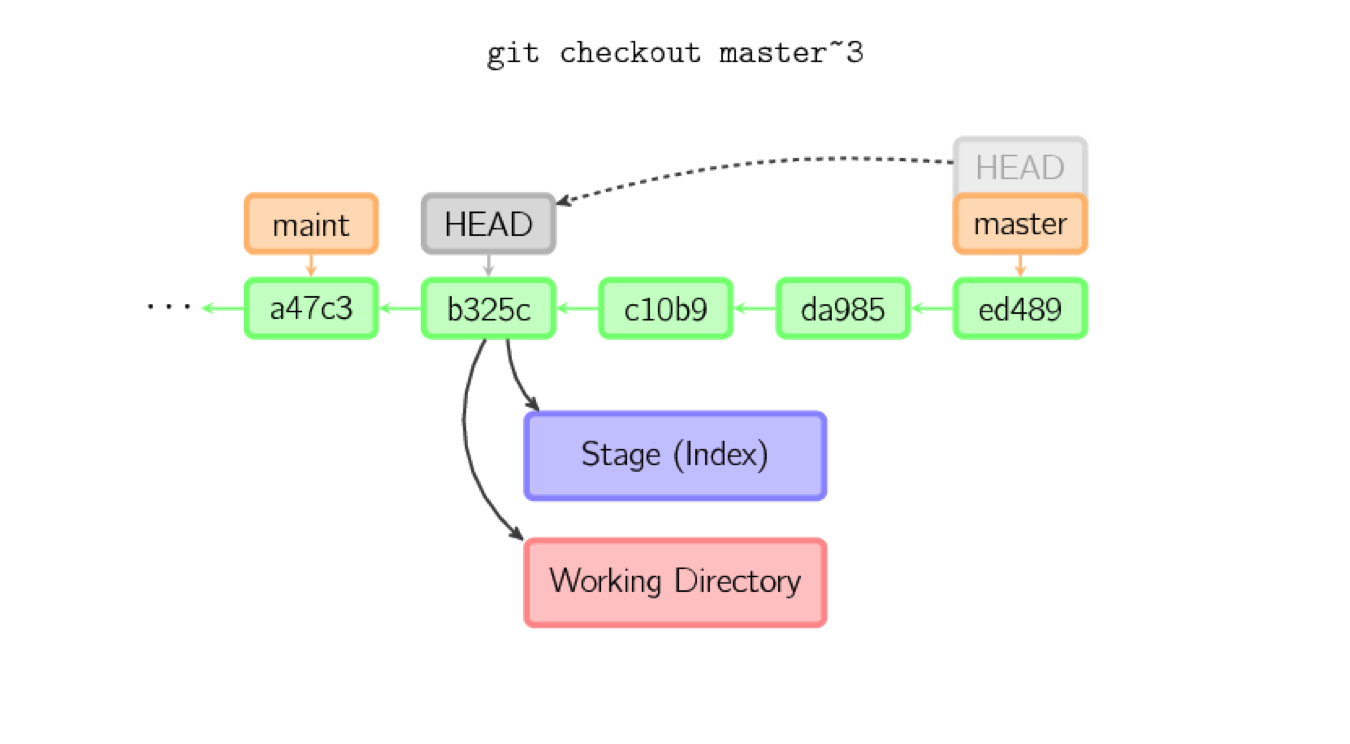 git checkout master~3
HEAD
maint HEAD master
... a47c3 b325c c10b9 da985 ed489
Stage (Index)
Working Directory